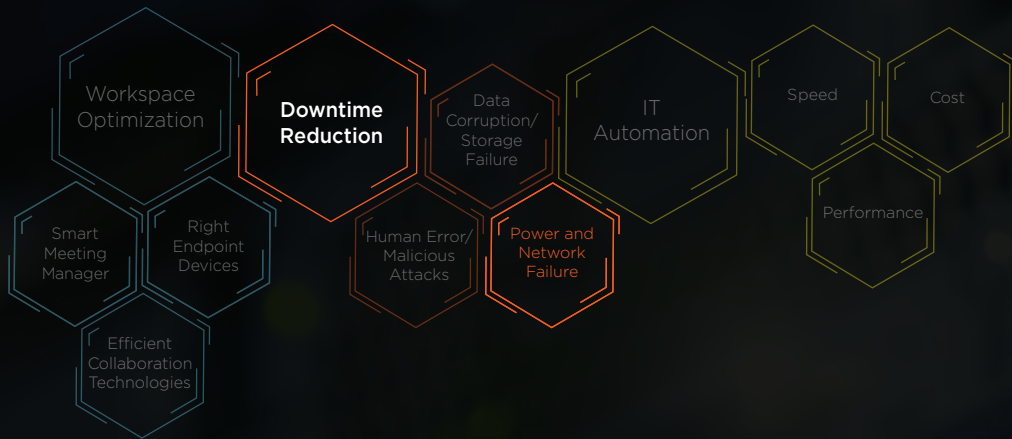 Workspace
Optimization
Downtime
Reduction
Data
Corruption/
Storage
Failure
IT
Automation
Speed
Cost
Smart
Meeting
Manager
Right
Endpoint
Devices
Human Error/
Malicious
Attacks
Power and
Network
Failure
Performance
Efficient
Collaboration
Technologies